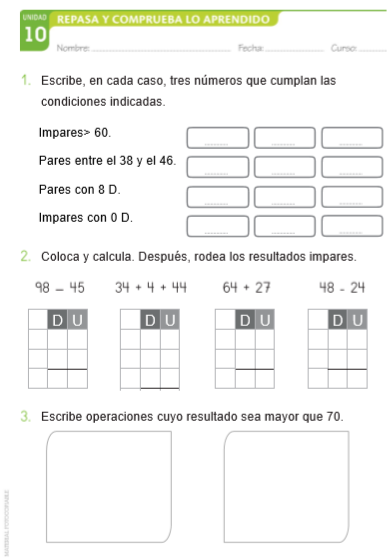 UNIDAD
10
REPASA Y COMPRUEBA LO APRENDIDO
Nombre: Fecha: Curso:
1. Escribe, en cada caso, tres números que cumplan las
condiciones indicadas.
Impares> 60.
Pares entre el 38 y el 46.
Pares con 8 D.
Impares con 0 D.
2. Coloca y calcula. Después, rodea los resultados impares.
98 - 45 34 + 4 + 44 64 + 27 48 - 24
D U D U D U D U
3. Escribe operaciones cuyo resultado sea mayor que 70.
MATERIAL FOTOCOPIABLE